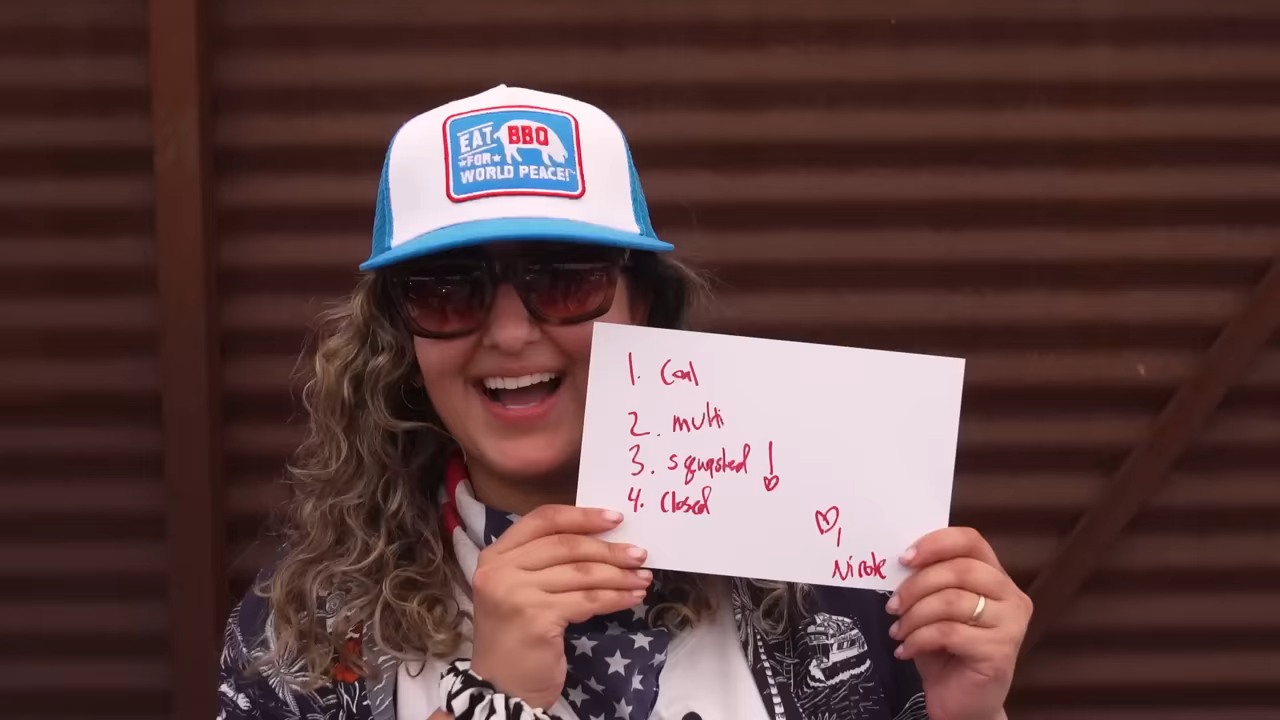 EAT BBQ
★FOR★
WORLD PEACE!
1. Coal
2. multi
3. squashed !
4. Closed
♡,
Nicole